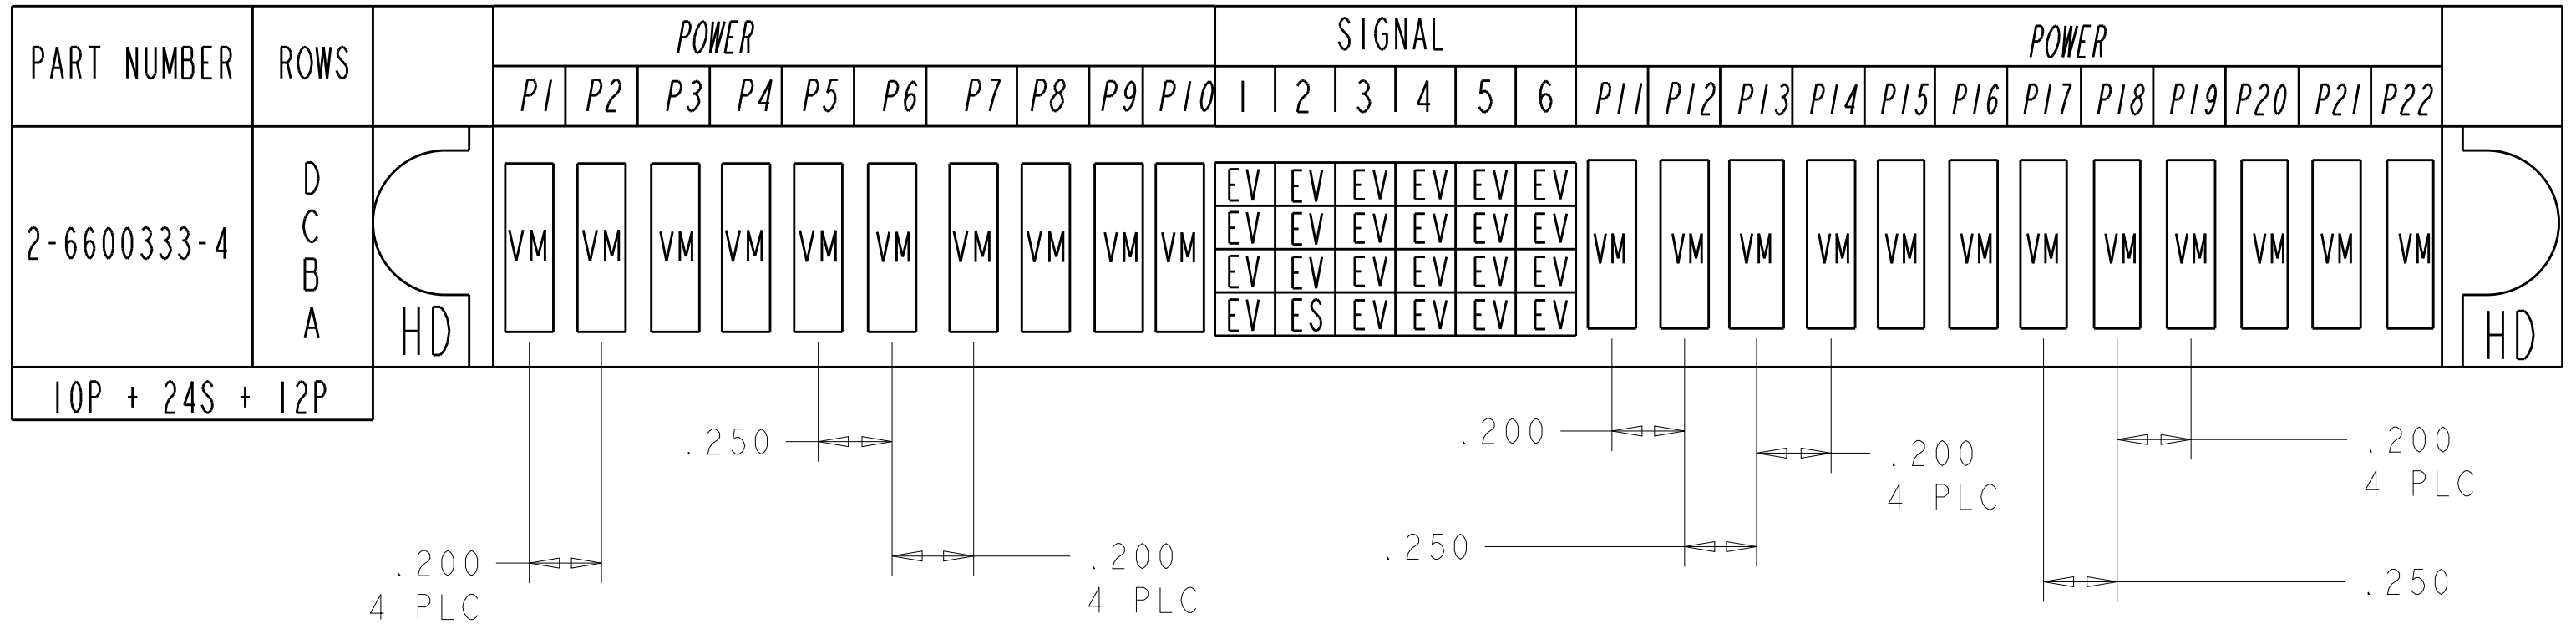 PART NUMBER ROWS POWER SIGNAL POWER
P1 P2 P3 P4 P5 P6 P7 P8 P9 P10 1 2 3 4 5 6 P11 P12 P13 P14 P15 P16 P17 P18 P19 P20 P21 P22
D EV EV EV EV EV EV
C EV EV EV EV EV EV
2-6600333-4 VM VM VM VM VM VM VM VM VM VM VM VM VM VM VM VM VM VM VM VM VM VM
B EV EV EV EV EV EV
A EV ES EV EV EV EV
HD HD
10P + 24S + 12P
.250 .200 .200 .200
4 PLC 4 PLC
.250
.200 .200 .250
4 PLC 4 PLC